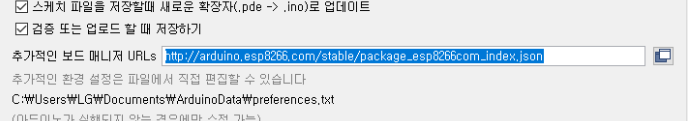 스케치 파일을 저장할때 새로운 확장자(.pde -> .ino)로 업데이트
검증 또는 업로드 할 때 저장하기
추가적인 보드 매니저 URLs http://arduino.esp8266.com/stable/package_esp8266com_index.json
추가적인 환경 설정은 파일에서 직접 편집할 수 있습니다
C:₩Users₩LG₩Documents₩ArduinoData₩preferences.txt
(아두이노가 실행되지 않는 경우에만 수정 가능)